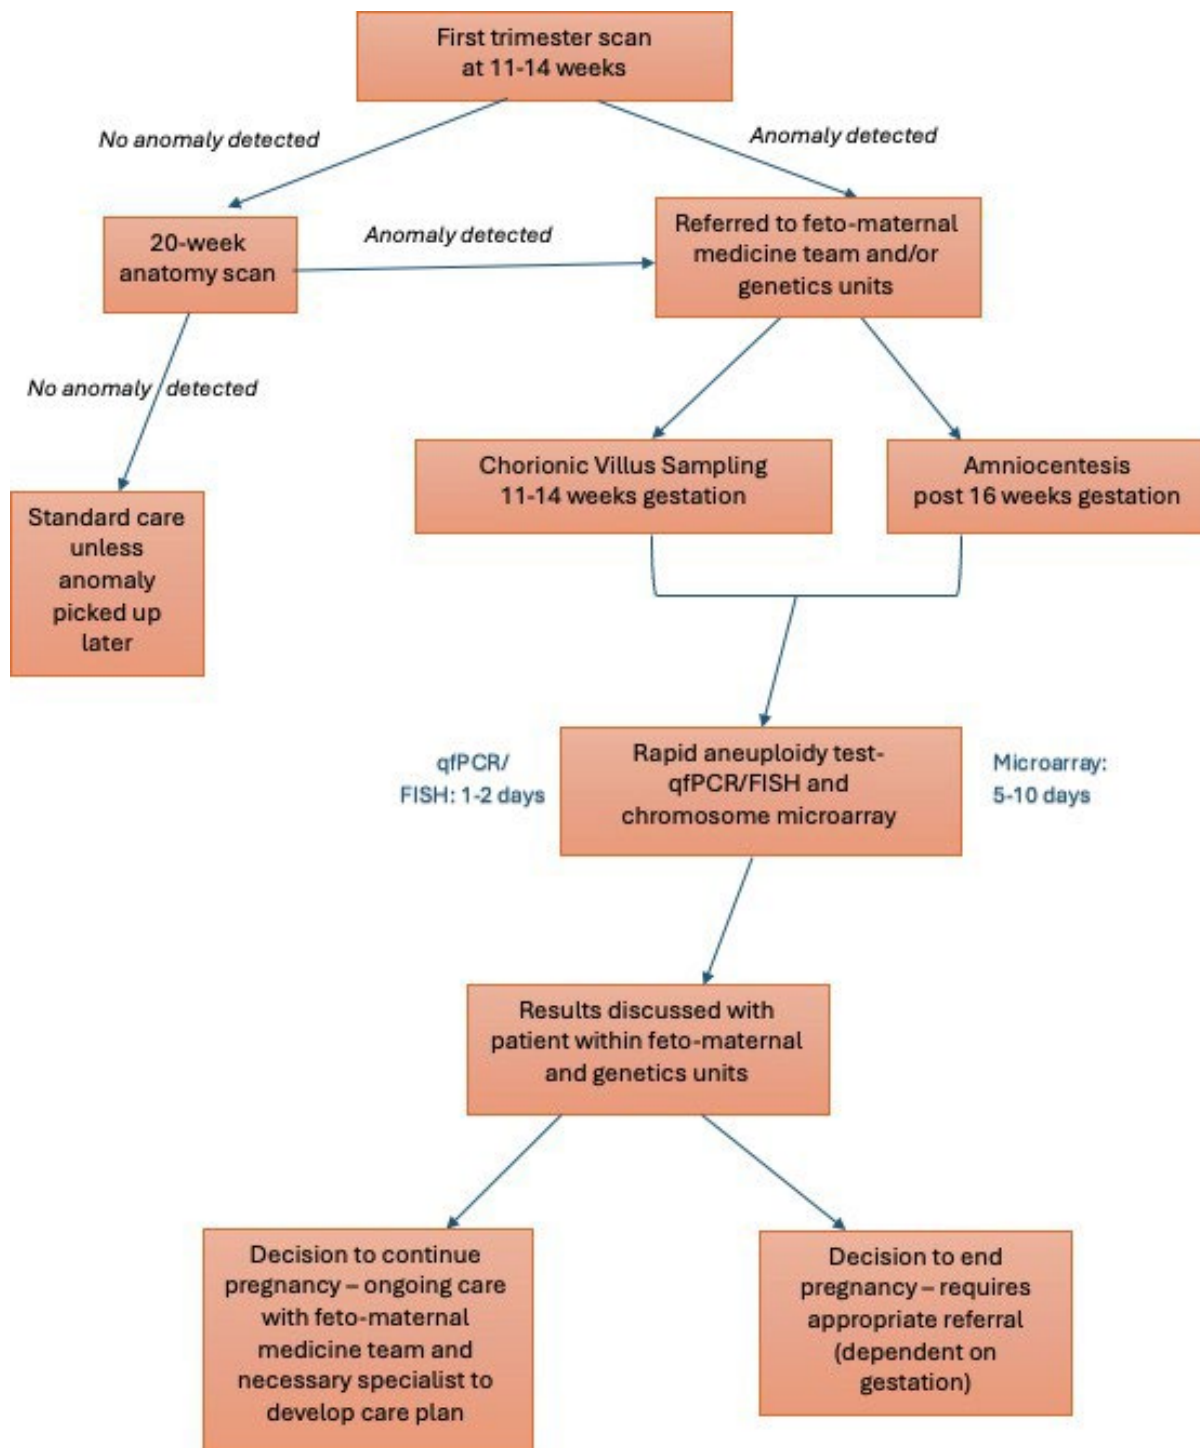 First trimester scan
at 11-14 weeks
No anomaly detected
Anomaly detected
20-week
anatomy scan
Anomaly detected
Referred to feto-maternal
medicine team and/or
genetics units
No anomaly detected
Chorionic Villus Sampling
11-14 weeks gestation
Amniocentesis
post 16 weeks gestation
Standard care
unless
anomaly
picked up
later
qfPCR/
FISH: 1-2 days
Rapid aneuploidy test-
qfPCR/FISH and
chromosome microarray
Microarray:
5-10 days
Results discussed with
patient within feto-maternal
and genetics units
Decision to continue
pregnancy – ongoing care
with feto-maternal
medicine team and
necessary specialist to
develop care plan
Decision to end
pregnancy – requires
appropriate referral
(dependent on
gestation)